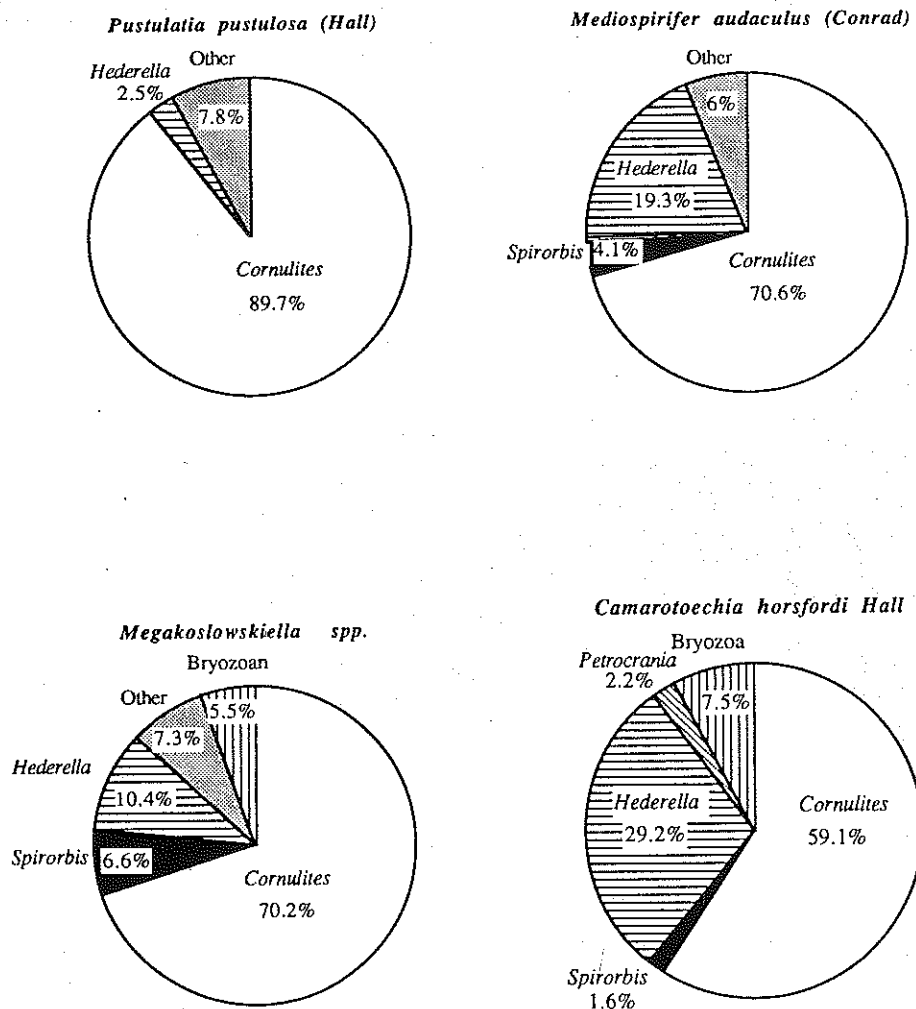 Pustulatia pustulosa (Hall)
Other
Hederella
2.5%
7.8%
Cornulites
89.7%
Mediospirifer audaculus (Conrad)
Other
6%
Hederella
19.3%
Spirorbis
4.1%
Cornulites
70.6%
Megakoslowskiella spp.
Bryozoan
Other
5.5%
7.3%
Hederella
10.4%
Spirorbis
6.6%
Cornulites
70.2%
Camarotoechia horsfordi Hall
Bryozoa
Petrocrania
2.2%
7.5%
Hederella
29.2%
Cornulites
59.1%
Spirorbis
1.6%